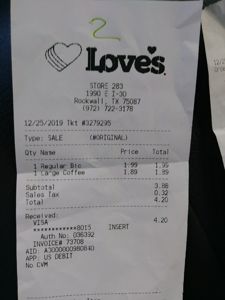 2
Love's
STORE 283
1990 E I-30
Rockwall, TX 75087
(972) 722-3178
12/25/2019 Tkt #3279295
Type: SALE (#ORIGINAL)
Qty Name Price Total
1 Regular Btc 1.99 1.99
1 Large Coffee 1.89 1.89
Subtotal 3.88
Sales Tax 0.32
Total 4.20
Received:
VISA 4.20
8015 INSERT
Auth No: 036392
INVOICE# 73708
AID: A0000000980840
APP: US DEBIT
No CVM